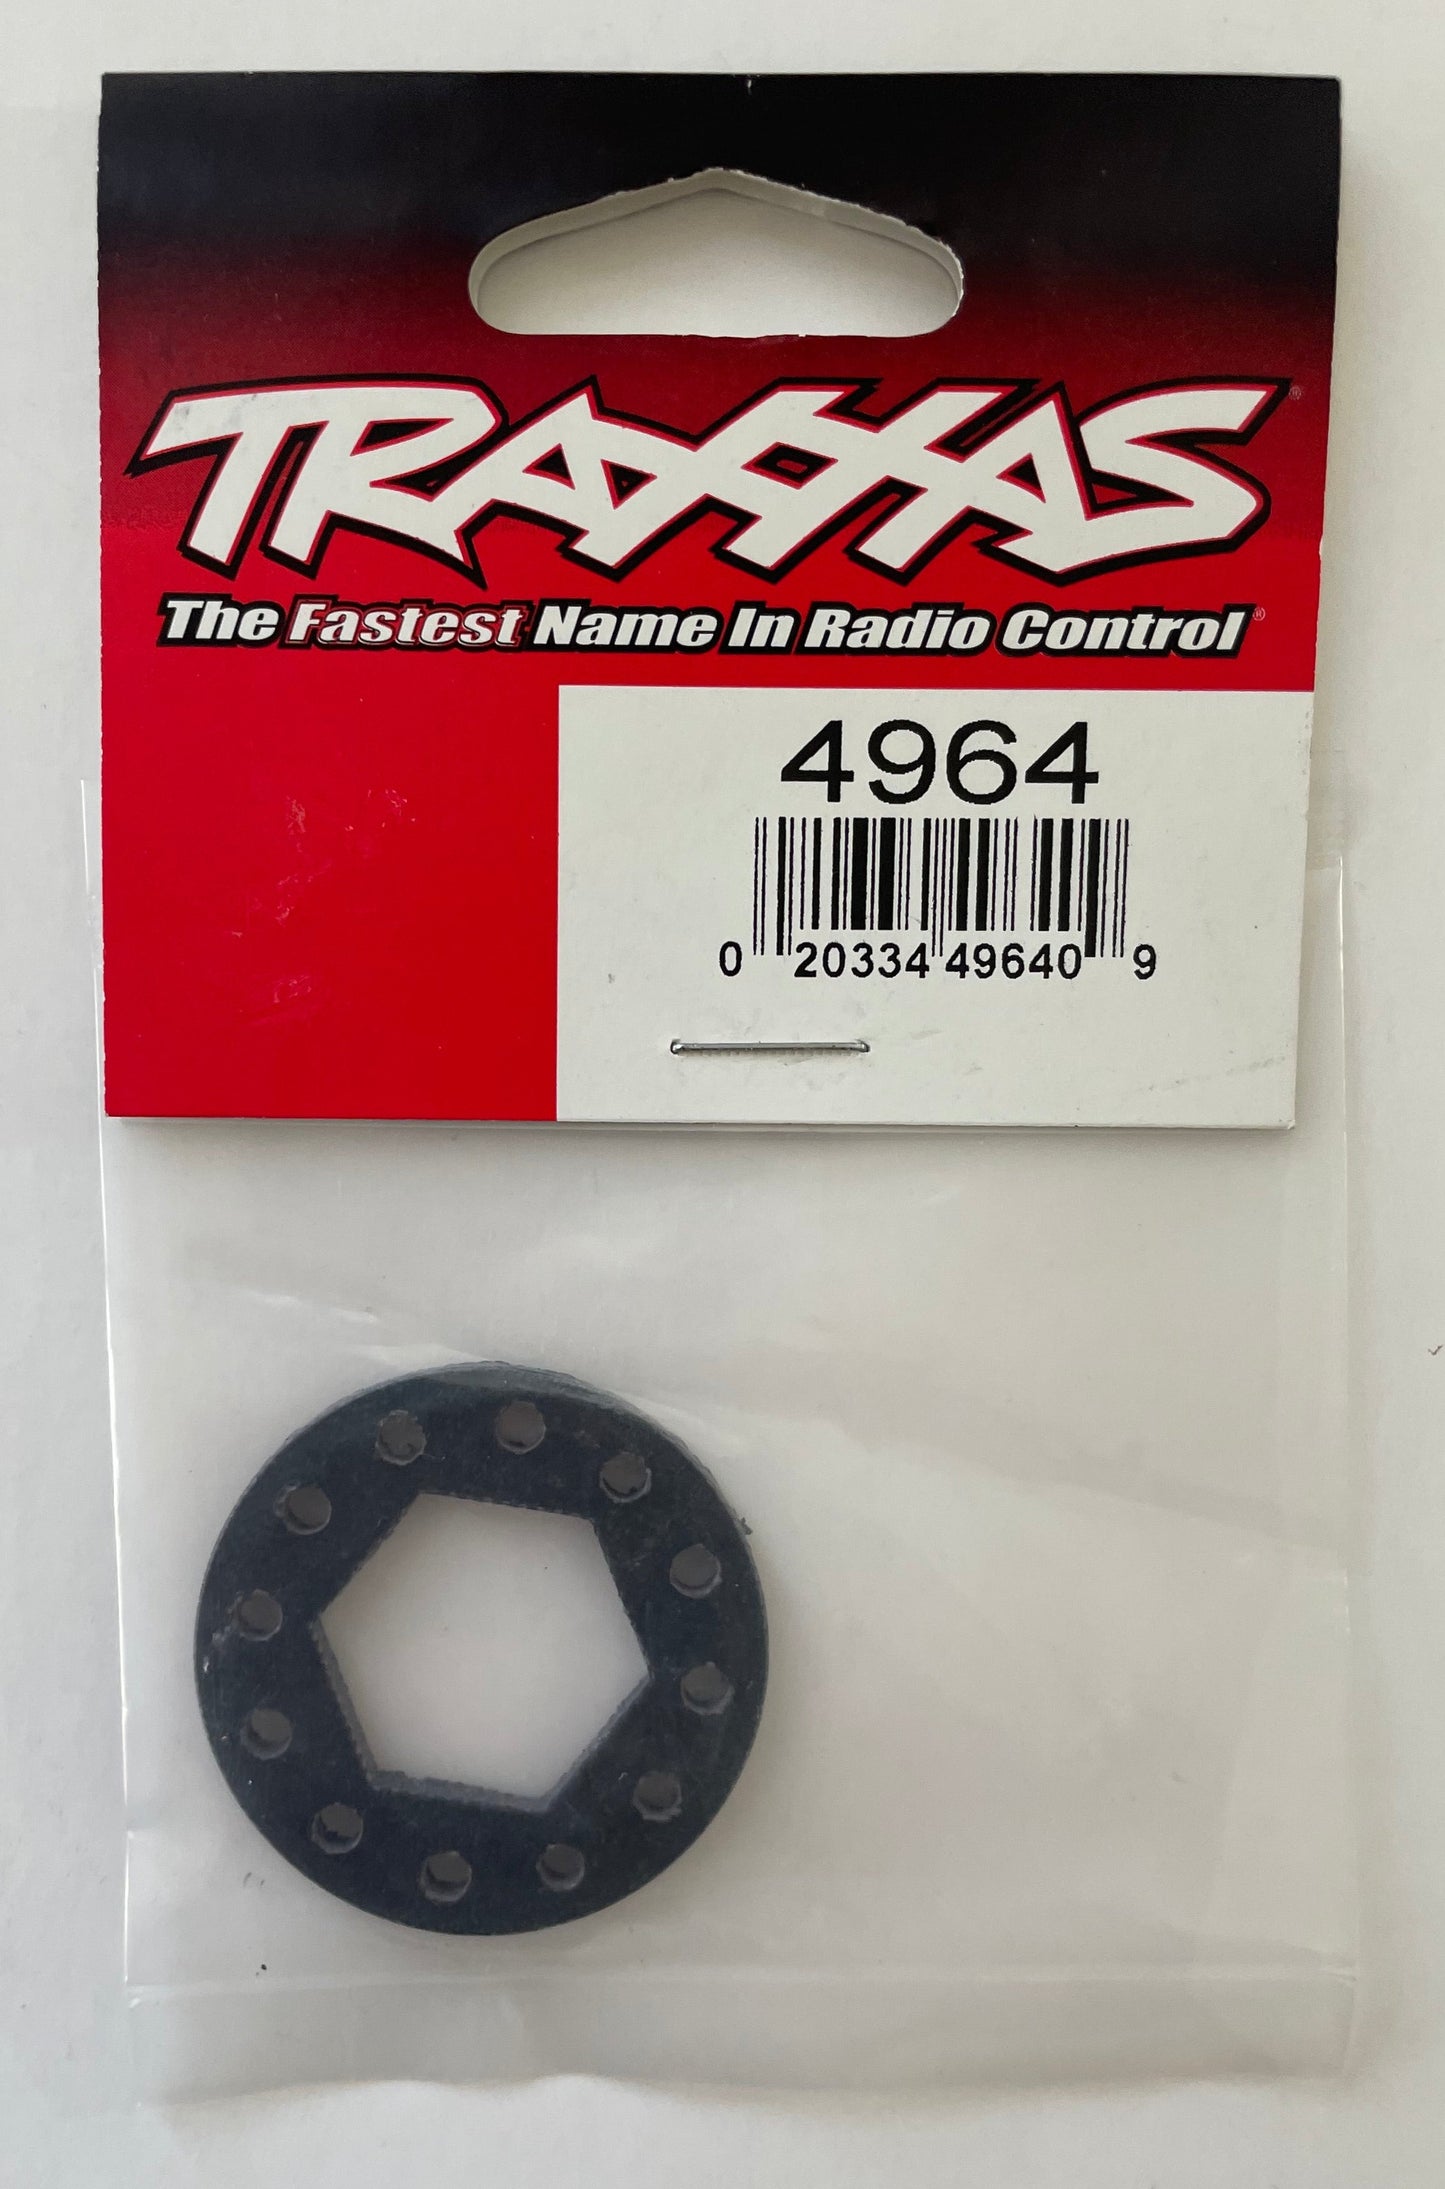 TRAXXAS®
The Fastest Name In Radio Control®
4964
0 20334 49640 9